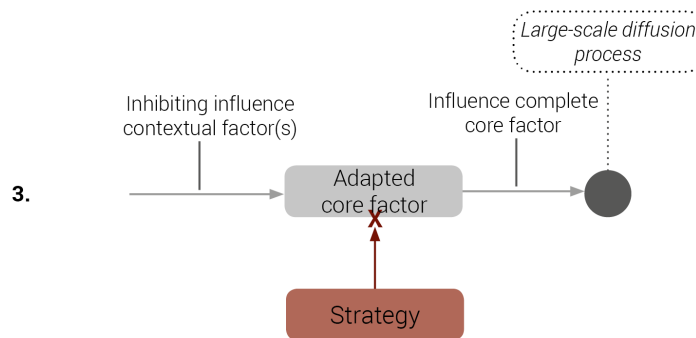 Large-scale diffusion
process
Inhibiting influence
contextual factor(s)
Influence complete
core factor
3.
Adapted
core factor
X
Strategy